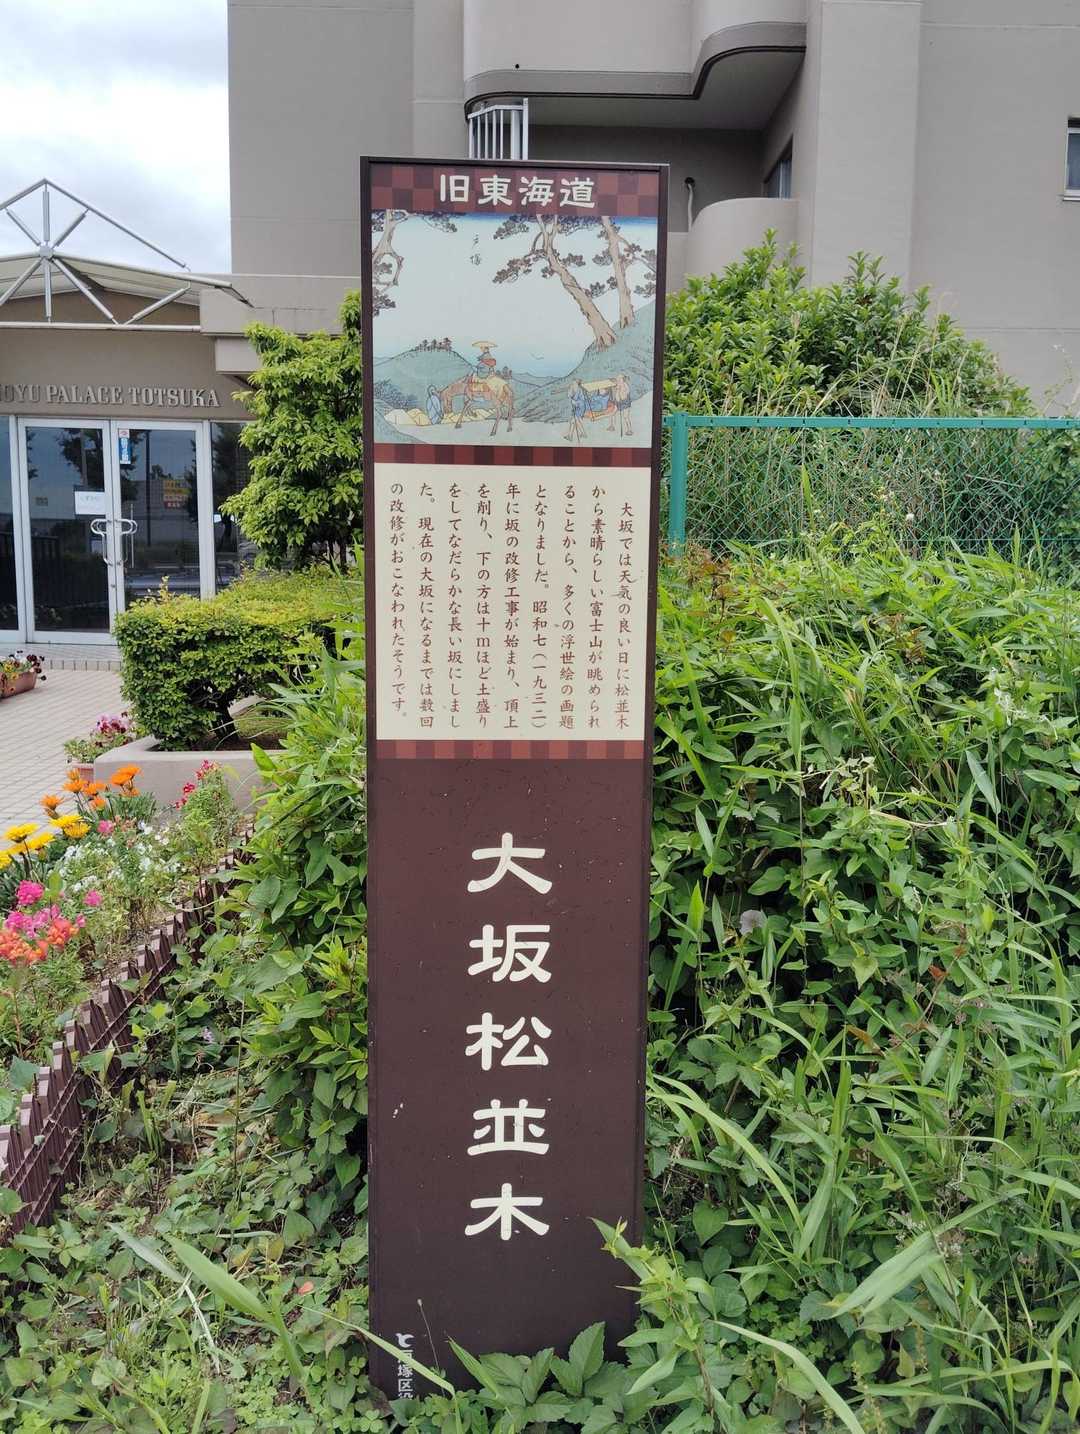 旧東海道
戸塚
大坂では天気の良い日に松並木
から素晴らしい富士山が眺められ
ることから、多くの浮世絵の画題
となりました。昭和七（一九三二）
年に坂の改修工事が始まり、頂上
を削り、下の方は十mほど土盛り
をしてなだらかな長い坂にしまし
た。現在の大坂になるまでは数回
の改修がおこなわれたそうです。
大坂松並木
戸塚区役
OYU PALACE TOTSUKA